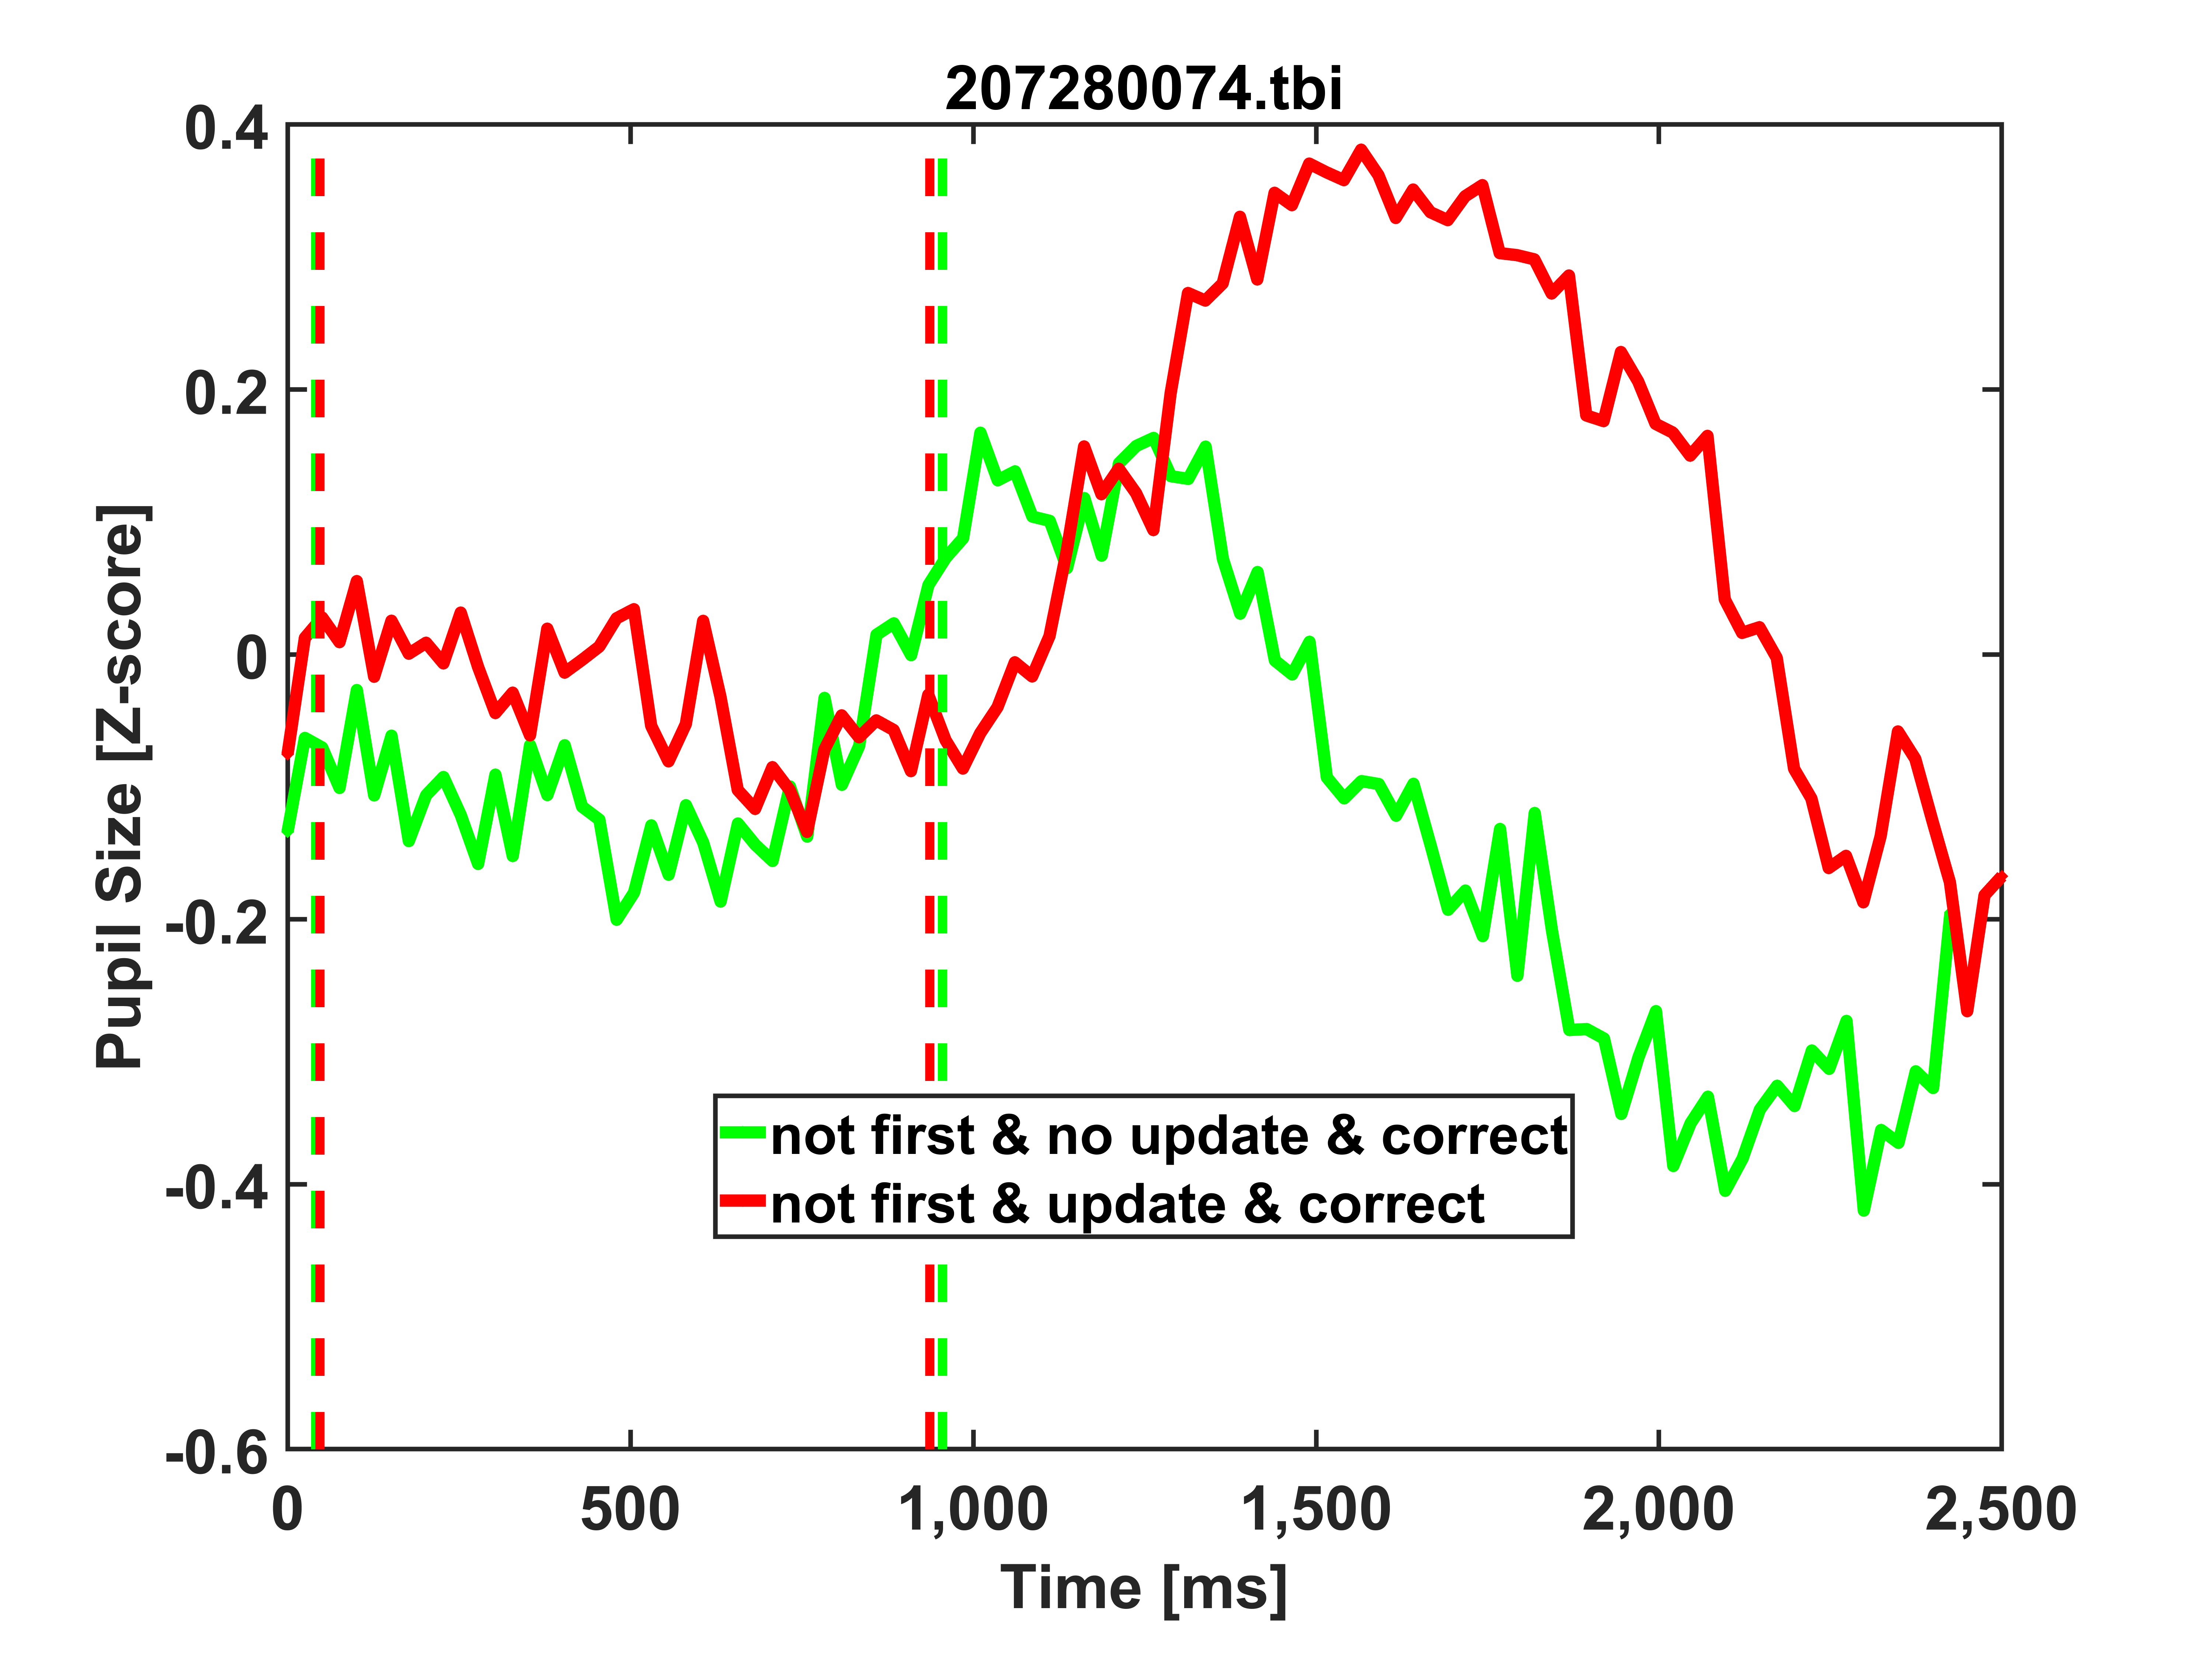 207280074.tbi
0.4
0.2
0
-0.2
-0.4
-0.6
Pupil Size [Z-score]
not first & no update & correct
not first & update & correct
0 500 1,000 1,500 2,000 2,500
Time [ms]